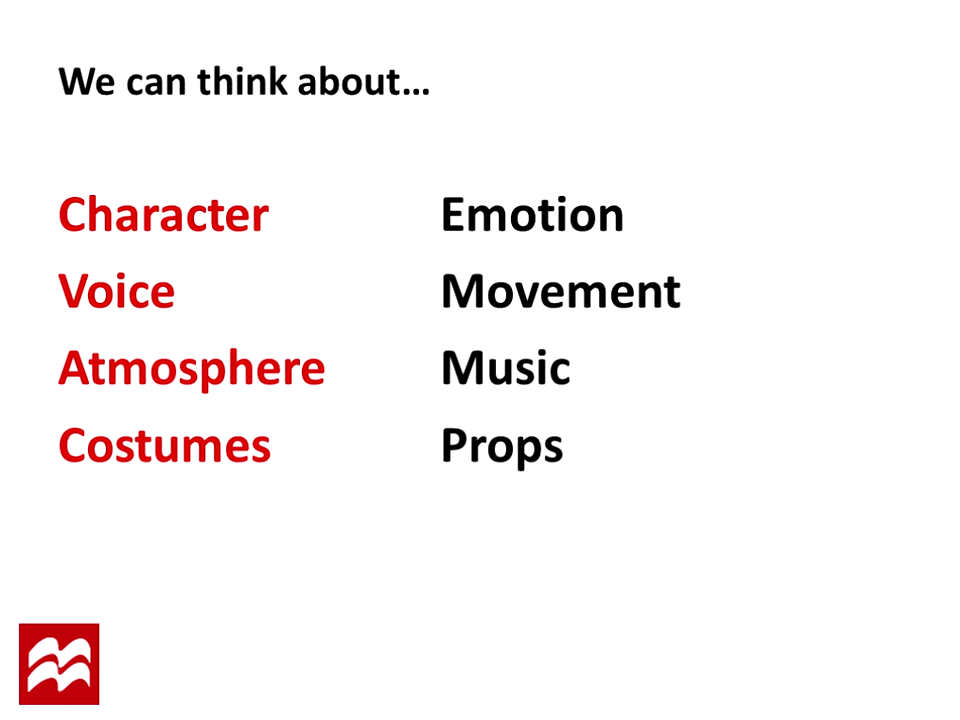 We can think about…
Character Emotion
Voice Movement
Atmosphere Music
Costumes Props